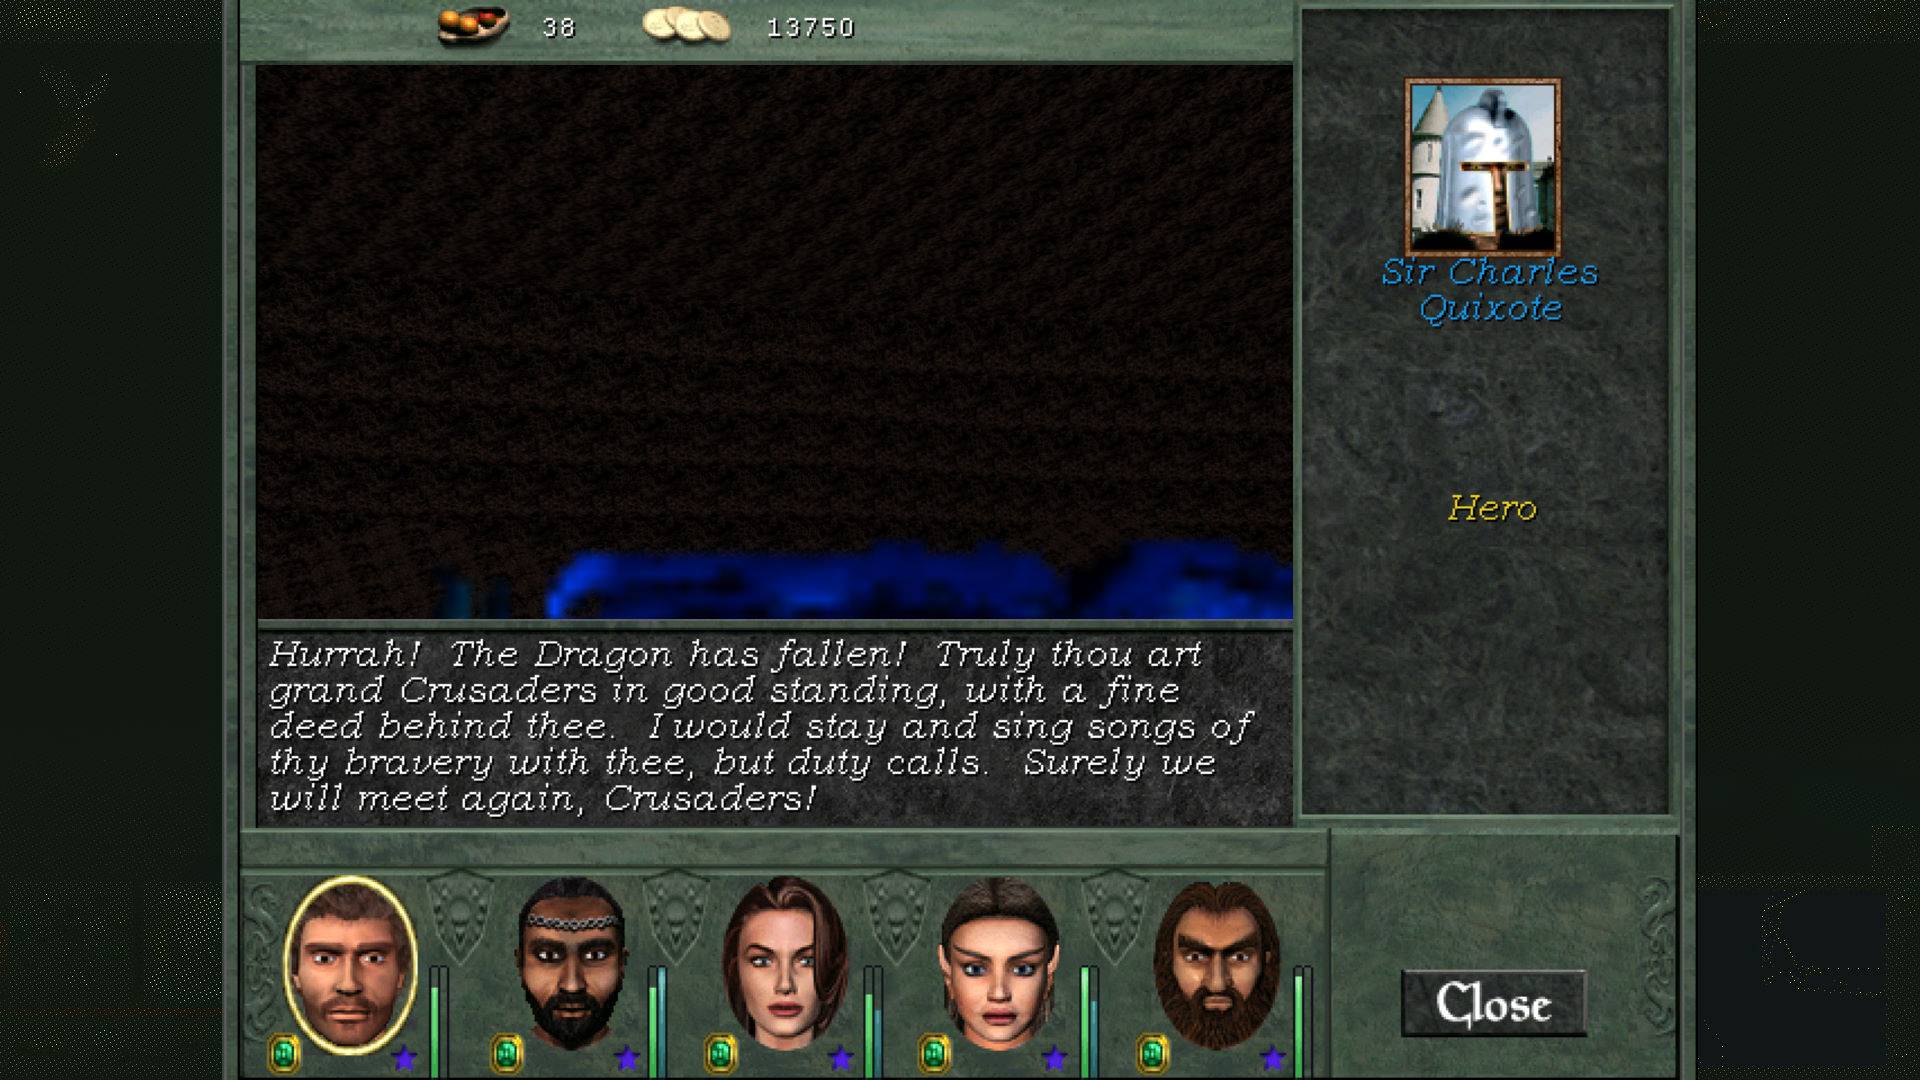 38 13750
Sir Charles
Quixote
Hero
Hurrah! The Dragon has fallen! Truly thou art
grand Crusaders in good standing, with a fine
deed behind thee. I would stay and sing songs of
thy bravery with thee, but duty calls. Surely we
will meet again, Crusaders!
Close